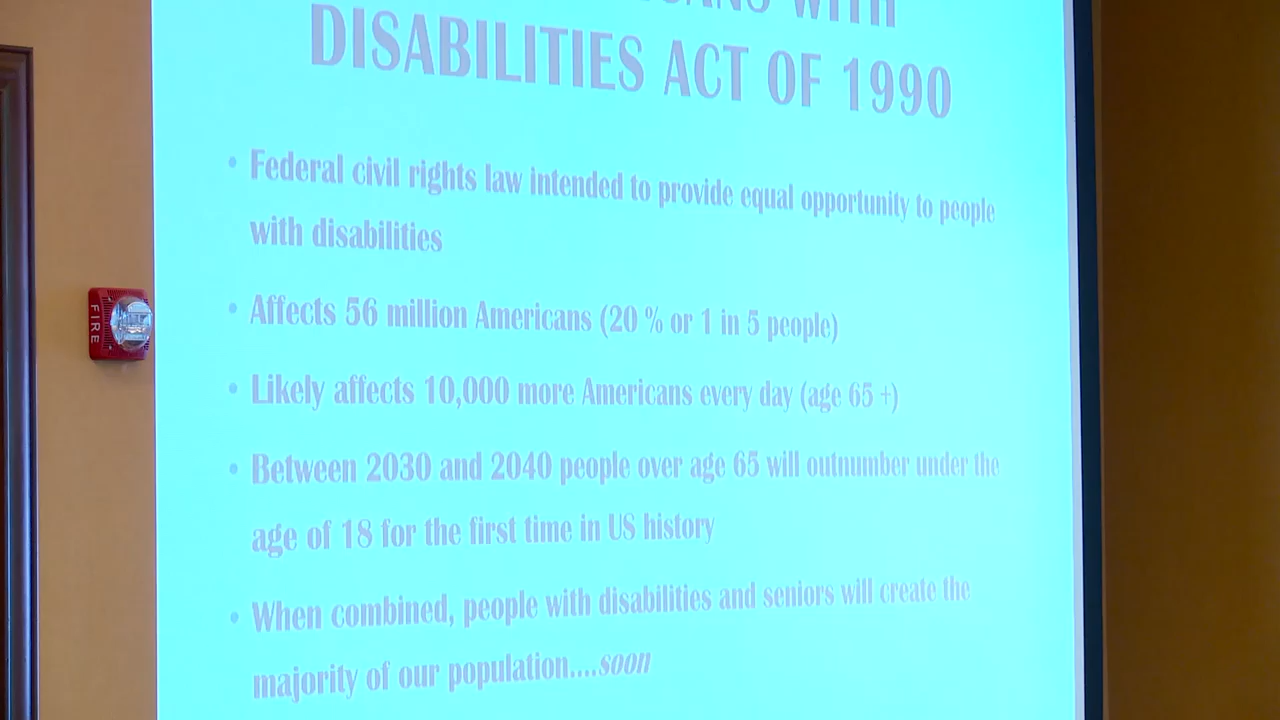 WITH
DISABILITIES ACT OF 1990
• Federal civil rights law intended to provide equal opportunity to people
with disabilities
• Affects 56 million Americans (20 % or 1 in 5 people)
• Likely affects 10,000 more Americans every day (age 65 +)
• Between 2030 and 2040 people over age 65 will outnumber under the
age of 18 for the first time in US history
• When combined, people with disabilities and seniors will create the
majority of our population....soon
FIRE